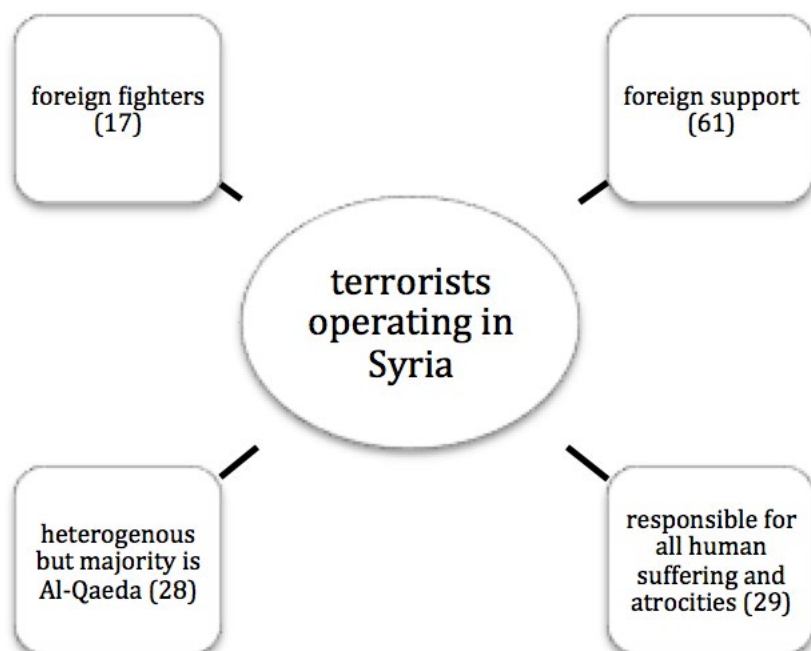 foreign fighters
(17)
foreign support
(61)
terrorists
operating in
Syria
heterogenous
but majority is
Al-Qaeda (28)
responsible for
all human
suffering and
atrocities (29)